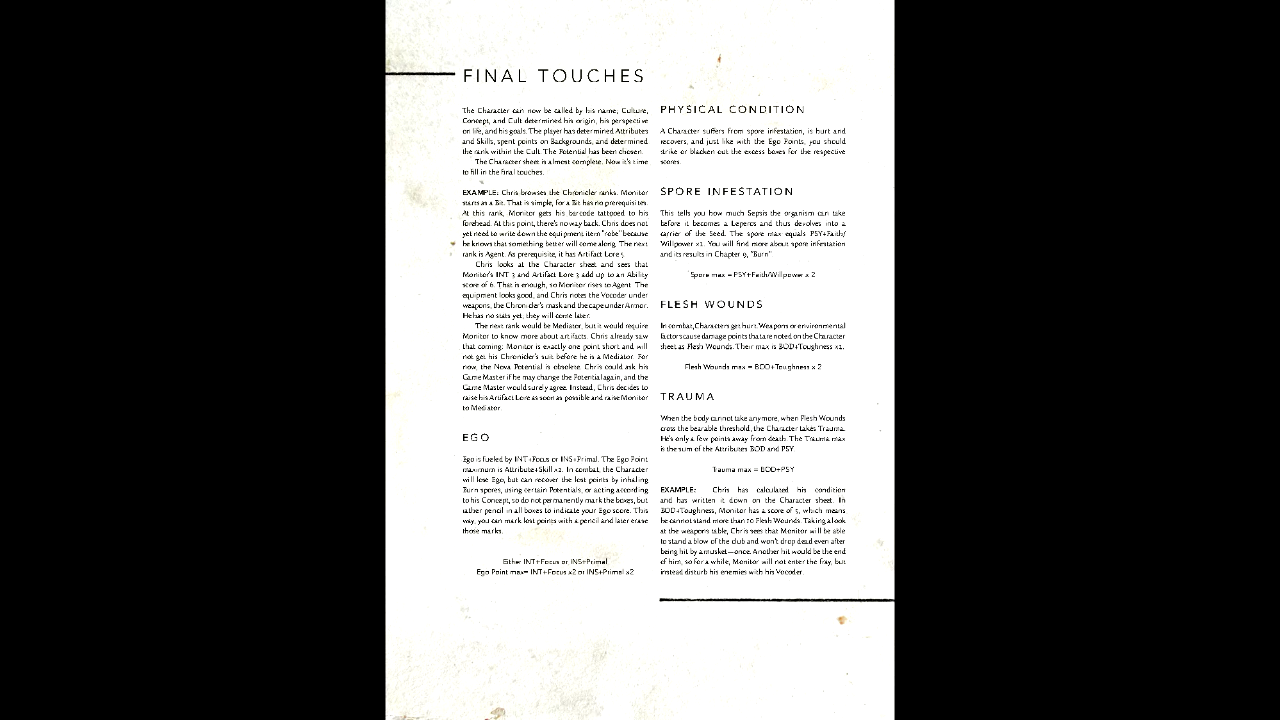 FINAL TOUCHES
The Character can now be called by his name; Culture,
Concept, and Cult determined his origin, his perspective
on life, and his goals. The player has determined Attributes
and Skills, spent points on Backgrounds, and determined
the rank within the Cult. The Potential has been chosen.
The Character sheet is almost complete. Now it's time
to fill in the final touches.
EXAMPLE: Chris browses the Chronicler ranks. Monitor
starts as a Bit. That is simple, for a Bit has no prerequisites.
At this rank, Monitor gets his barcode tattooed to his
forehead. At this point, there's no way back. Chris does not
yet need to write down the equipment item "robe" because
he knows that something better will come along. The next
rank is Agent. As prerequisite, it has Artifact Lore 5.
Chris looks at the Character sheet and sees that
Monitor's INT 3 and Artifact Lore 3 add up to an Ability
score of 6. That is enough, so Monitor rises to Agent. The
equipment looks good, and Chris notes the Vocoder under
weapons, the Chronicler's mask and the cape under Armor.
He has no stats yet; they will come later.
The next rank would be Mediator, but it would require
Monitor to know more about artifacts. Chris already saw
that coming: Monitor is exactly one point short and will
not get his Chronicler's suit before he is a Mediator. For
now, the Nova Potential is obsolete. Chris could ask his
Game Master if he may change the Potential again, and the
Game Master would surely agree. Instead, Chris decides to
raise his Artifact Lore as soon as possible and raise Monitor
to Mediator.
EGO
Ego is fueled by INT+Focus or INS+Primal. The Ego Point
maximum is Attribute+Skill x2. In combat, the Character
will lose Ego, but can recover the lost points by inhaling
Burn spores, using certain Potentials, or acting according
to his Concept, so do not permanently mark the boxes, but
rather pencil in all boxes to indicate your Ego score. This
way, you can mark lost points with a pencil and later erase
those marks.
Either INT+Focus or INS+Primal
Ego Point max= INT+Focus x2 or INS+Primal x2
PHYSICAL CONDITION
A Character suffers from spore infestation, is hurt and
recovers, and just like with the Ego Points, you should
strike or blacken out the excess boxes for the respective
scores.
SPORE INFESTATION
This tells you how much Sepsis the organism can take
before it becomes a Leperos and thus devolves into a
carrier of the Seed. The spore max equals PSY+Faith/
Willpower x2. You will find more about spore infestation
and its results in Chapter 9, "Burn".
Spore max = PSY+Faith/Willpower x 2
FLESH WOUNDS
In combat, Characters get hurt. Weapons or environmental
factors cause damage points that are noted on the Character
sheet as Flesh Wounds. Their max is BOD+Toughness x2.
Flesh Wounds max = BOD+Toughness x 2
TRAUMA
When the body cannot take anymore, when Flesh Wounds
cross the bearable threshold, the Character takes Trauma.
He's only a few points away from death. The Trauma max
is the sum of the Attributes BOD and PSY.
Trauma max = BOD+PSY
EXAMPLE: Chris has calculated his condition
and has written it down on the Character sheet. In
BOD+Toughness, Monitor has a score of 5, which means
he cannot stand more than 10 Flesh Wounds. Taking a look
at the weapons table, Chris sees that Monitor will be able
to stand a blow of the club and won't drop dead even after
being hit by a musket—once. Another hit would be the end
of him, so for a while, Monitor will not enter the fray, but
instead disturb his enemies with his Vocoder.